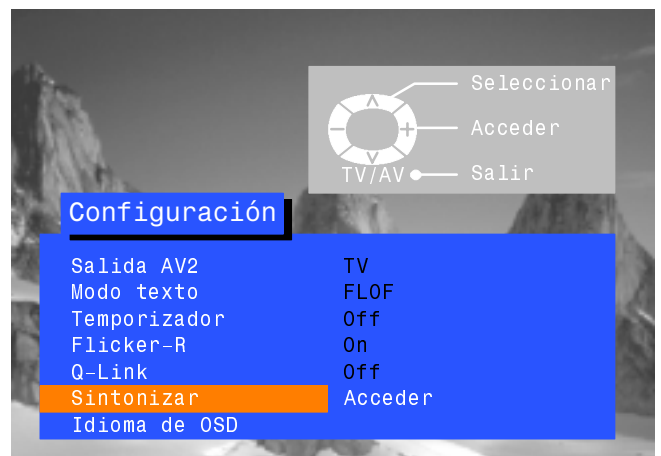 Seleccionar
Acceder
TV/AV Salir
Configuración
Salida AV2 TV
Modo texto FLOF
Temporizador Off
Flicker-R On
Q-Link Off
Sintonizar Acceder
Idioma de OSD